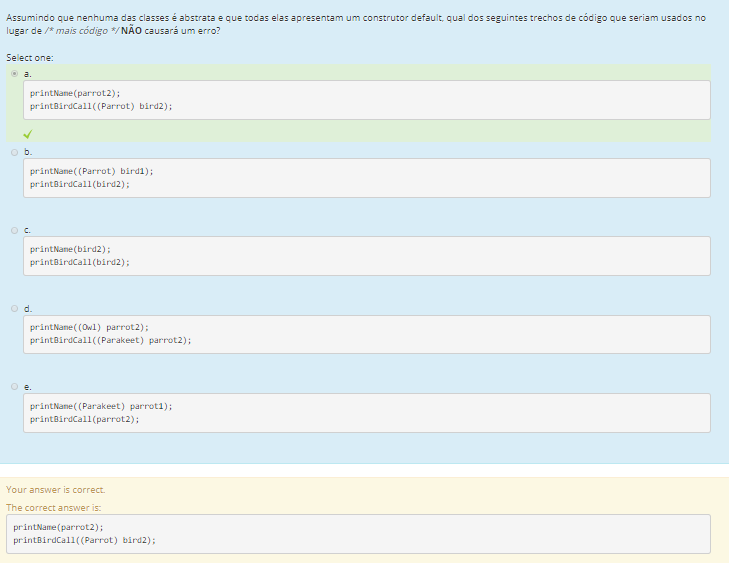 Assumindo que nenhuma das classes é abstrata e que todas elas apresentam um construtor default, qual dos seguintes trechos de código que seriam usados no
lugar de /* mais código */ NÃO causará um erro?
Select one:
a.
printName(parrot2);
printBirdCall((Parrot) bird2);
b.
printName((Parrot) bird1);
printBirdCall(bird2);
c.
printName(bird2);
printBirdCall(bird2);
d.
printName((Owl) parrot2);
printBirdCall((Parakeet) parrot2);
e.
printName((Parakeet) parrot1);
printBirdCall(parrot2);
Your answer is correct.
The correct answer is:
printName(parrot2);
printBirdCall((Parrot) bird2);